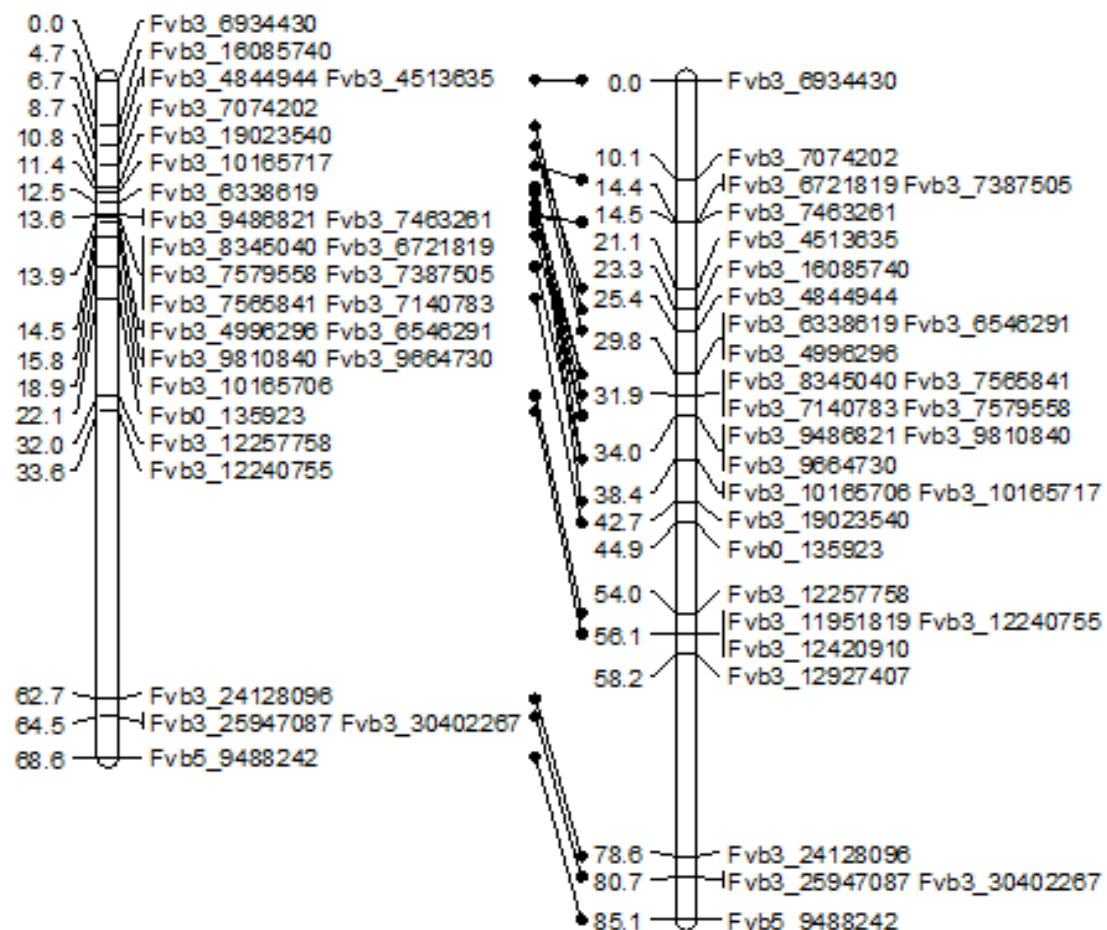 0.0 Fvb3_6934430
4.7 Fvb3_16085740
6.7 Fvb3_4844944 Fvb3_4513635
8.7 Fvb3_7074202
10.8 Fvb3_19023540
11.4 Fvb3_10165717
12.5 Fvb3_6338619
13.6 Fvb3_9486821 Fvb3_7463261
Fvb3_8345040 Fvb3_6721819
13.9 Fvb3_7579558 Fvb3_7387505
Fvb3_7565841 Fvb3_7140783
14.5 Fvb3_4996296 Fvb3_6546291
15.8 Fvb3_9810840 Fvb3_9664730
18.9 Fvb3_10165706
22.1 Fvb0_135923
32.0 Fvb3_12257758
33.6 Fvb3_12240755
62.7 Fvb3_24128096
64.5 Fvb3_25947087 Fvb3_30402267
68.6 Fvb5_9488242
0.0 Fvb3_6934430
10.1 Fvb3_7074202
14.4 Fvb3_6721819 Fvb3_7387505
14.5 Fvb3_7463261
21.1 Fvb3_4513635
23.3 Fvb3_16085740
25.4 Fvb3_4844944
29.8 Fvb3_6338619 Fvb3_6546291
Fvb3_4996296
31.9 Fvb3_8345040 Fvb3_7565841
Fvb3_7140783 Fvb3_7579558
34.0 Fvb3_9486821 Fvb3_9810840
Fvb3_9664730
38.4 Fvb3_10165706 Fvb3_10165717
42.7 Fvb3_19023540
44.9 Fvb0_135923
54.0 Fvb3_12257758
56.1 Fvb3_11951819 Fvb3_12240755
Fvb3_12420910
58.2 Fvb3_12927407
78.6 Fvb3_24128096
80.7 Fvb3_25947087 Fvb3_30402267
85.1 Fvb5_9488242